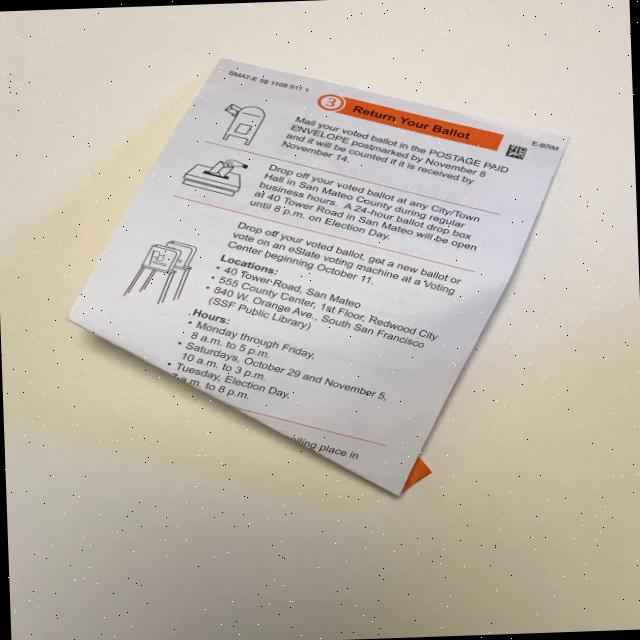 SMAT-E 98 1108 511 1
3 Return Your Ballot
E-BRM
Mail your voted ballot in the POSTAGE PAID
ENVELOPE postmarked by November 8
and it will be counted if it is received by
November 14.
Drop off your voted ballot at any City/Town
Hall in San Mateo County during regular
business hours. A 24-hour ballot drop box
at 40 Tower Road in San Mateo will be open
until 8 p.m. on Election Day.
Drop off your voted ballot, get a new ballot or
vote on an eSlate voting machine at a Voting
Center beginning October 11.
Locations:
• 40 Tower Road, San Mateo
• 555 County Center, 1st Floor, Redwood City
• 840 W. Orange Ave., South San Francisco
(SSF Public Library)
Hours:
• Monday through Friday,
8 a.m. to 5 p.m.
• Saturdays, October 29 and November 5,
10 a.m. to 3 p.m.
• Tuesday, Election Day,
7 a.m. to 8 p.m.
place in